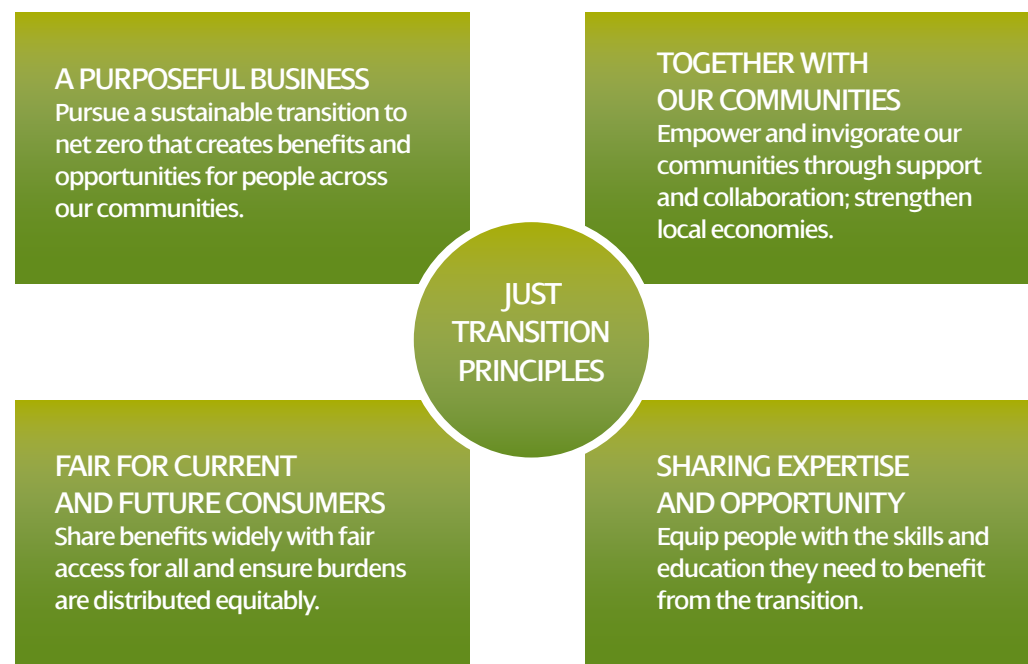 A PURPOSEFUL BUSINESS
Pursue a sustainable transition to
net zero that creates benefits and
opportunities for people across
our communities.
TOGETHER WITH
OUR COMMUNITIES
Empower and invigorate our
communities through support
and collaboration; strengthen
local economies.
JUST
TRANSITION
PRINCIPLES
FAIR FOR CURRENT
AND FUTURE CONSUMERS
Share benefits widely with fair
access for all and ensure burdens
are distributed equitably.
SHARING EXPERTISE
AND OPPORTUNITY
Equip people with the skills and
education they need to benefit
from the transition.